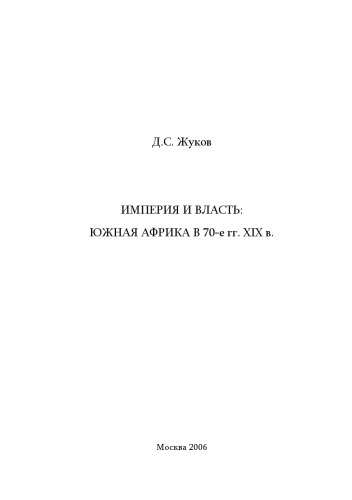 Д.С. Жуков
ИМПЕРИЯ И ВЛАСТЬ:
ЮЖНАЯ АФРИКА В 70-е гг. XIX в.
Москва 2006